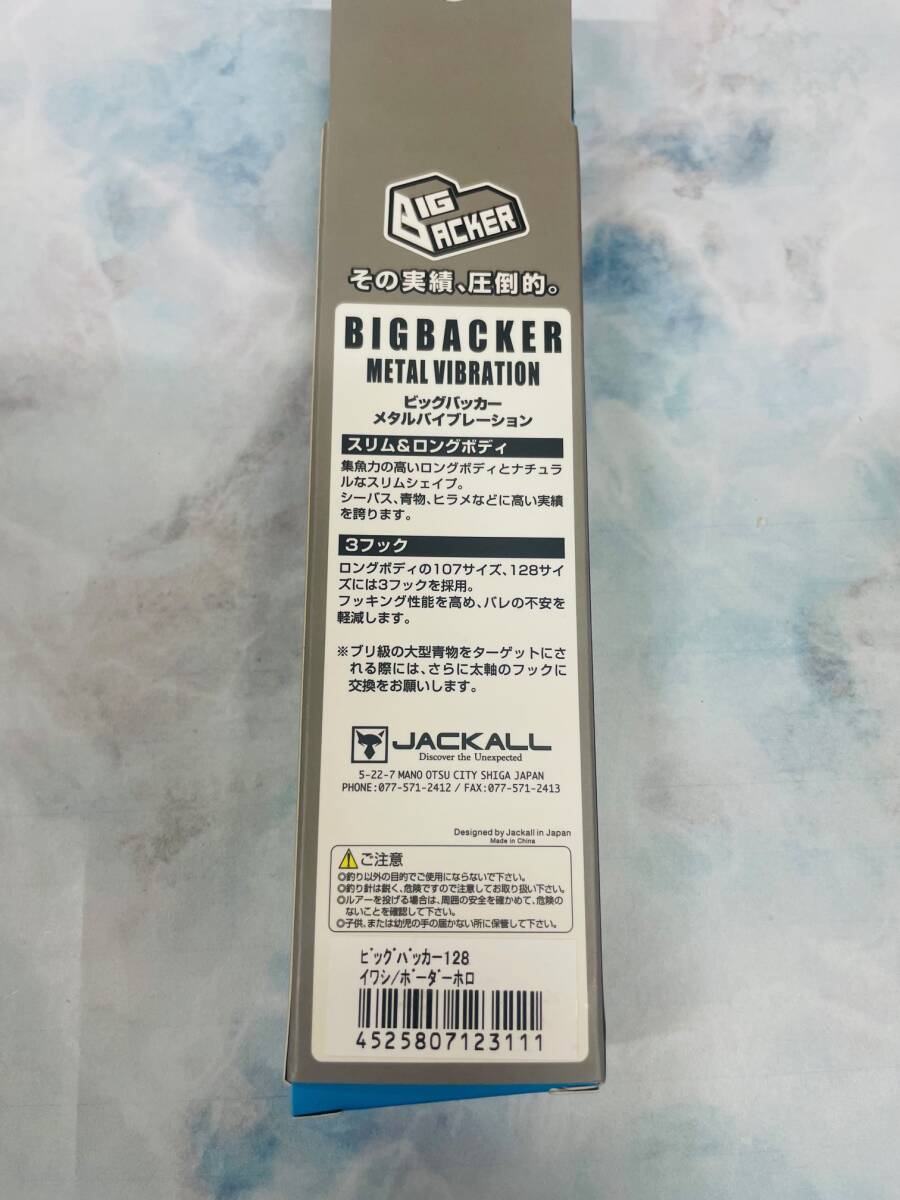 BIG
BACKER
その実績、圧倒的。
BIGBACKER
METAL VIBRATION
ビッグバッカー
メタルバイブレーション
スリム&ロングボディ
集魚力の高いロングボディとナチュラ
ルなスリムシェイプ。
シーバス、青物、ヒラメなどに高い実績
を誇ります。
3フック
ロングボディの107サイズ、128サイ
ズには3フックを採用。
フッキング性能を高め、バレの不安を
軽減します。
※ブリ級の大型青物をターゲットにさ
れる際には、さらに太軸のフックに
交換をお願いします。
JACKALL
Discover the Unexpected
5-22-7 MANO OTSU CITY SHIGA JAPAN
PHONE:077-571-2412 / FAX:077-571-2413
Designed by Jackall in Japan
Made in China
ご注意
◎釣り以外の目的でご使用にならないで下さい。
◎釣り針は鋭く、危険ですので注意してお取り扱い下さい。
◎ルアーを投げる場合は、周囲の安全を確かめて、危険の
ないことを確認して下さい。
◎子供、または幼児の手の届かない所に保管して下さい。
ﾋﾞｯｸﾞﾊﾞｯｶｰ128
ｲﾜｼ/ﾎﾞｰﾀﾞｰﾎﾛ
4525807123111